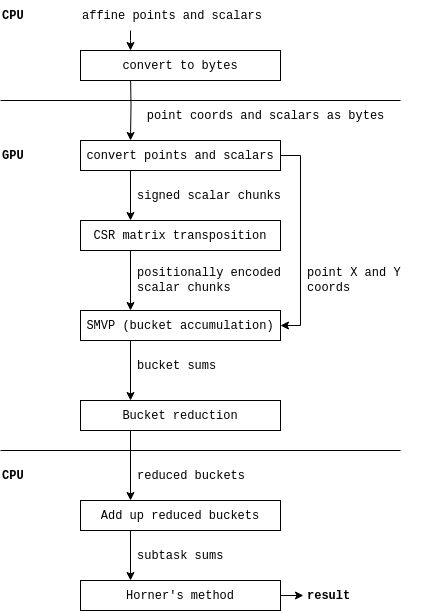 CPU
affine points and scalars
convert to bytes
point coords and scalars as bytes
GPU
convert points and scalars
signed scalar chunks
CSR matrix transposition
positionally encoded
scalar chunks
point X and Y
coords
SMVP (bucket accumulation)
bucket sums
Bucket reduction
CPU
reduced buckets
Add up reduced buckets
subtask sums
Horner's method
result